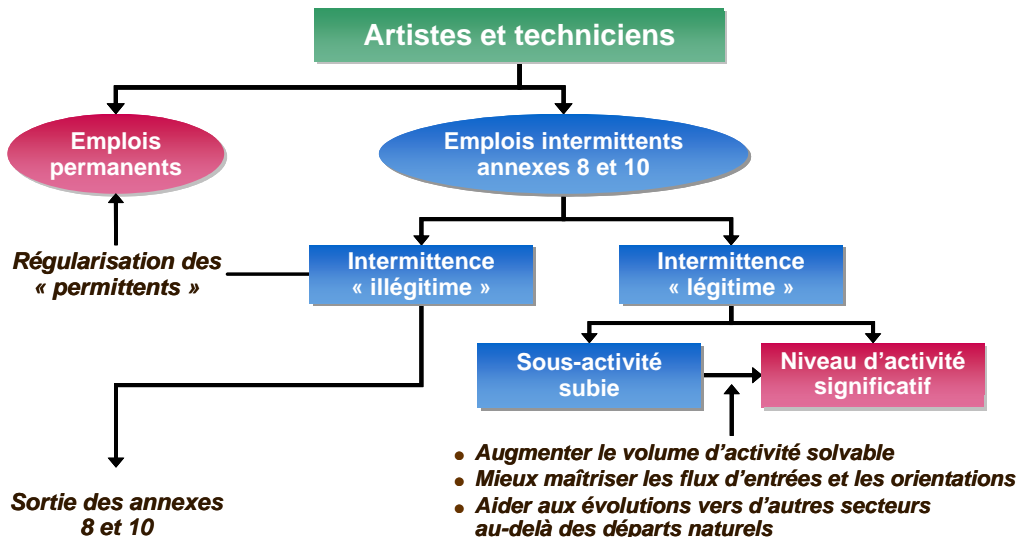 Artistes et techniciens
Emplois
permanents
Emplois intermittents
annexes 8 et 10
Régularisation des
« permittents »
Intermittence
« illégitime »
Intermittence
« légitime »
Sous-activité
subie
Niveau d’activité
significatif
• Augmenter le volume d’activité solvable
• Mieux maîtriser les flux d’entrées et les orientations
• Aider aux évolutions vers d’autres secteurs
au-delà des départs naturels
Sortie des annexes
8 et 10